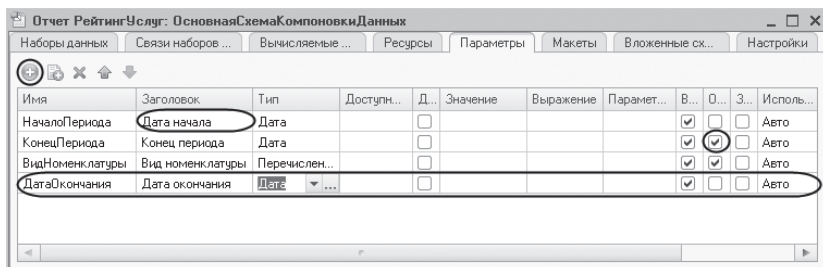 Отчет РейтингУслуг: ОсновнаяСхемаКомпоновкиДанных
Наборы данных Связи наборов ... Вычисляемые ... Ресурсы Параметры Макеты Вложенные сх... Настройки
Имя Заголовок Тип Доступн... Д... Значение Выражение Парамет... В... О... З... Исполь...
НачалоПериода Дата начала Дата Авто
КонецПериода Конец периода Дата Авто
ВидНоменклатуры Вид номенклатуры Перечислен... Авто
ДатаОкончания Дата окончания Дата ... Авто